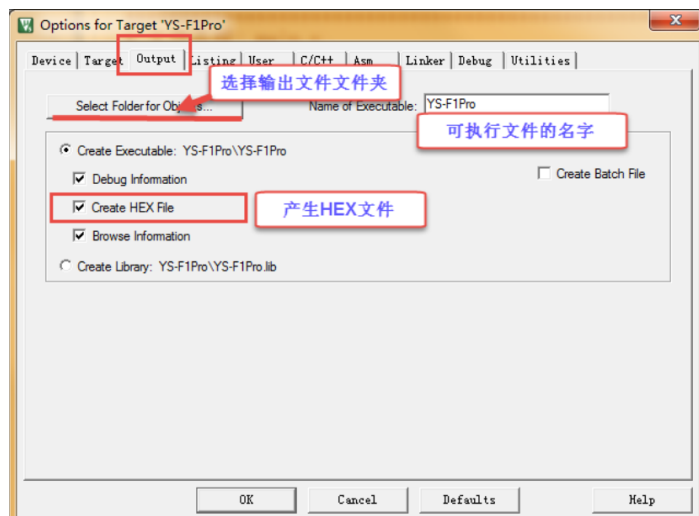 Options for Target 'YS-F1Pro'
Device Target Output Listing User C/C++ Asm Linker Debug Utilities
选择输出文件文件夹
Select Folder for Objects... Name of Executable: YS-F1Pro
可执行文件的名字
Create Executable: YS-F1Pro\YS-F1Pro
Debug Information Create Batch File
Create HEX File 产生HEX文件
Browse Information
Create Library: YS-F1Pro\YS-F1Pro.lib
OK Cancel Defaults Help